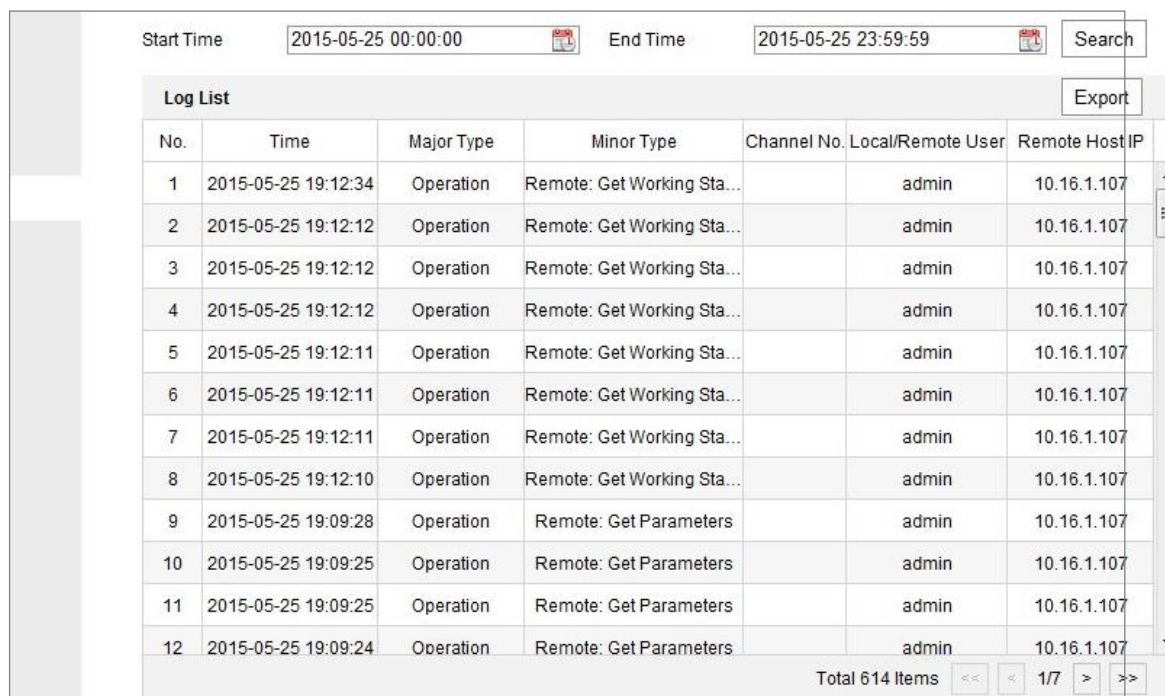 Start Time 2015-05-25 00:00:00 End Time 2015-05-25 23:59:59 Search
Log List Export
No. Time Major Type Minor Type Channel No. Local/Remote User Remote Host IP
1 2015-05-25 19:12:34 Operation Remote: Get Working Sta... admin 10.16.1.107
2 2015-05-25 19:12:12 Operation Remote: Get Working Sta... admin 10.16.1.107
3 2015-05-25 19:12:12 Operation Remote: Get Working Sta... admin 10.16.1.107
4 2015-05-25 19:12:12 Operation Remote: Get Working Sta... admin 10.16.1.107
5 2015-05-25 19:12:11 Operation Remote: Get Working Sta... admin 10.16.1.107
6 2015-05-25 19:12:11 Operation Remote: Get Working Sta... admin 10.16.1.107
7 2015-05-25 19:12:11 Operation Remote: Get Working Sta... admin 10.16.1.107
8 2015-05-25 19:12:10 Operation Remote: Get Working Sta... admin 10.16.1.107
9 2015-05-25 19:09:28 Operation Remote: Get Parameters admin 10.16.1.107
10 2015-05-25 19:09:25 Operation Remote: Get Parameters admin 10.16.1.107
11 2015-05-25 19:09:25 Operation Remote: Get Parameters admin 10.16.1.107
12 2015-05-25 19:09:24 Operation Remote: Get Parameters admin 10.16.1.107
Total 614 Items << < 1/7 > >>